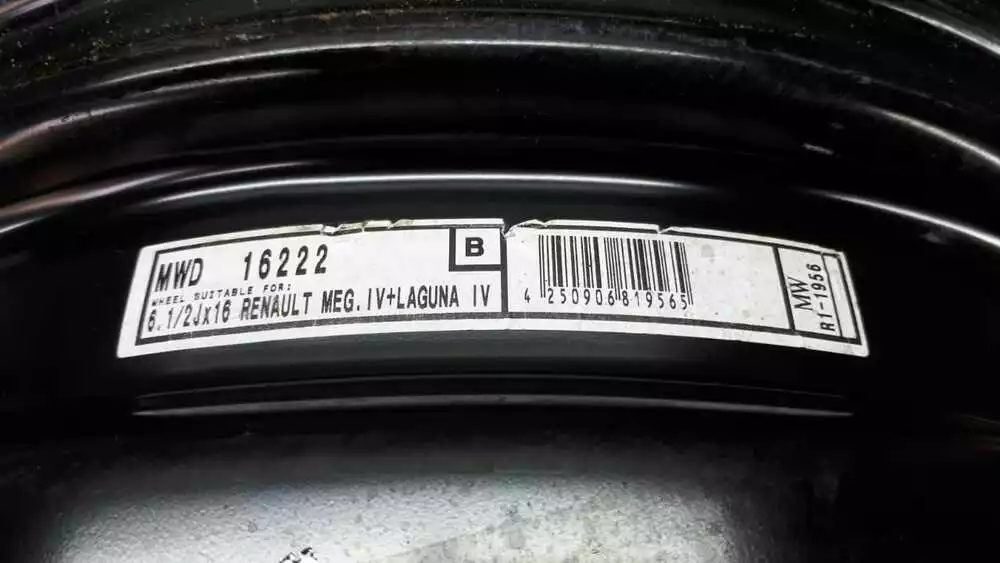 MWD 16222
B
WHEEL SUITABLE FOR:
6.1/2Jx16 RENAULT MEG.IV+LAGUNA IV
4 250906 819565
MW
R1-1956